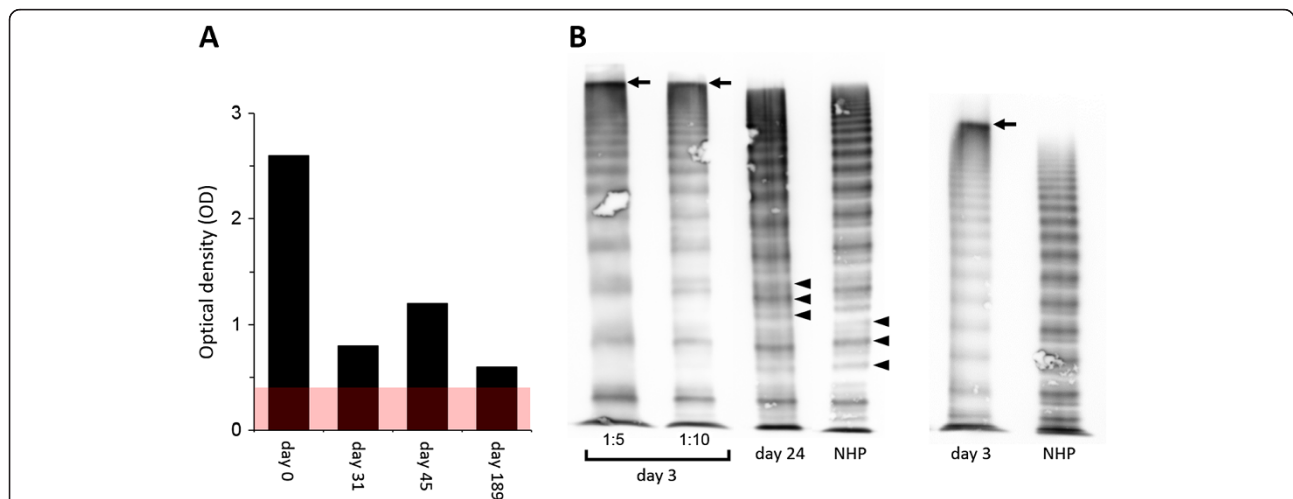 A
B
3
2
1
0
Optical density (OD)
day 0
day 31
day 45
day 189
1:5
1:10
day 3
day 24
NHP
day 3
NHP